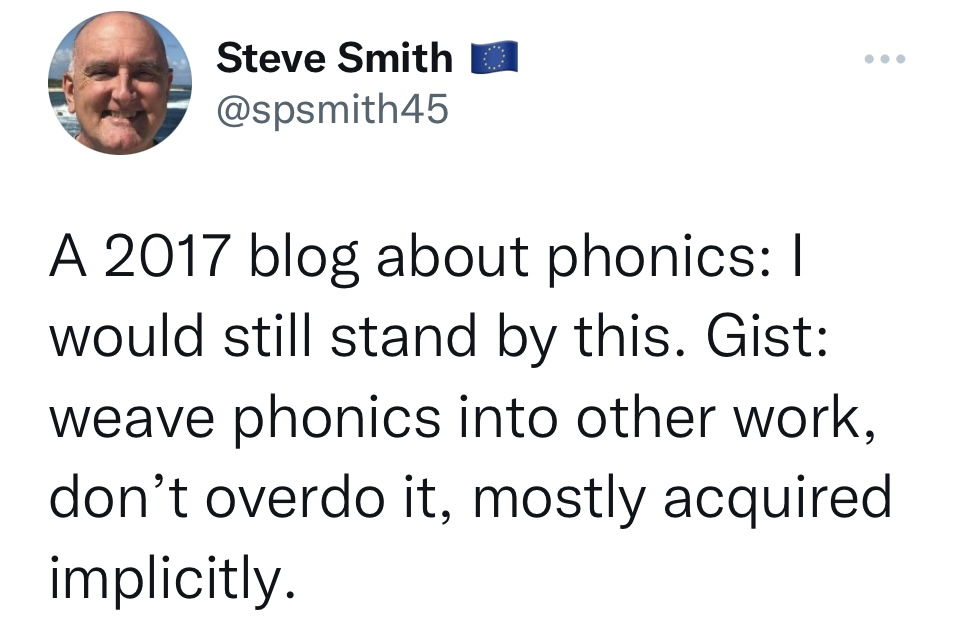 Steve Smith 🇪🇺
@spsmith45
A 2017 blog about phonics: I
would still stand by this. Gist:
weave phonics into other work,
don’t overdo it, mostly acquired
implicitly.